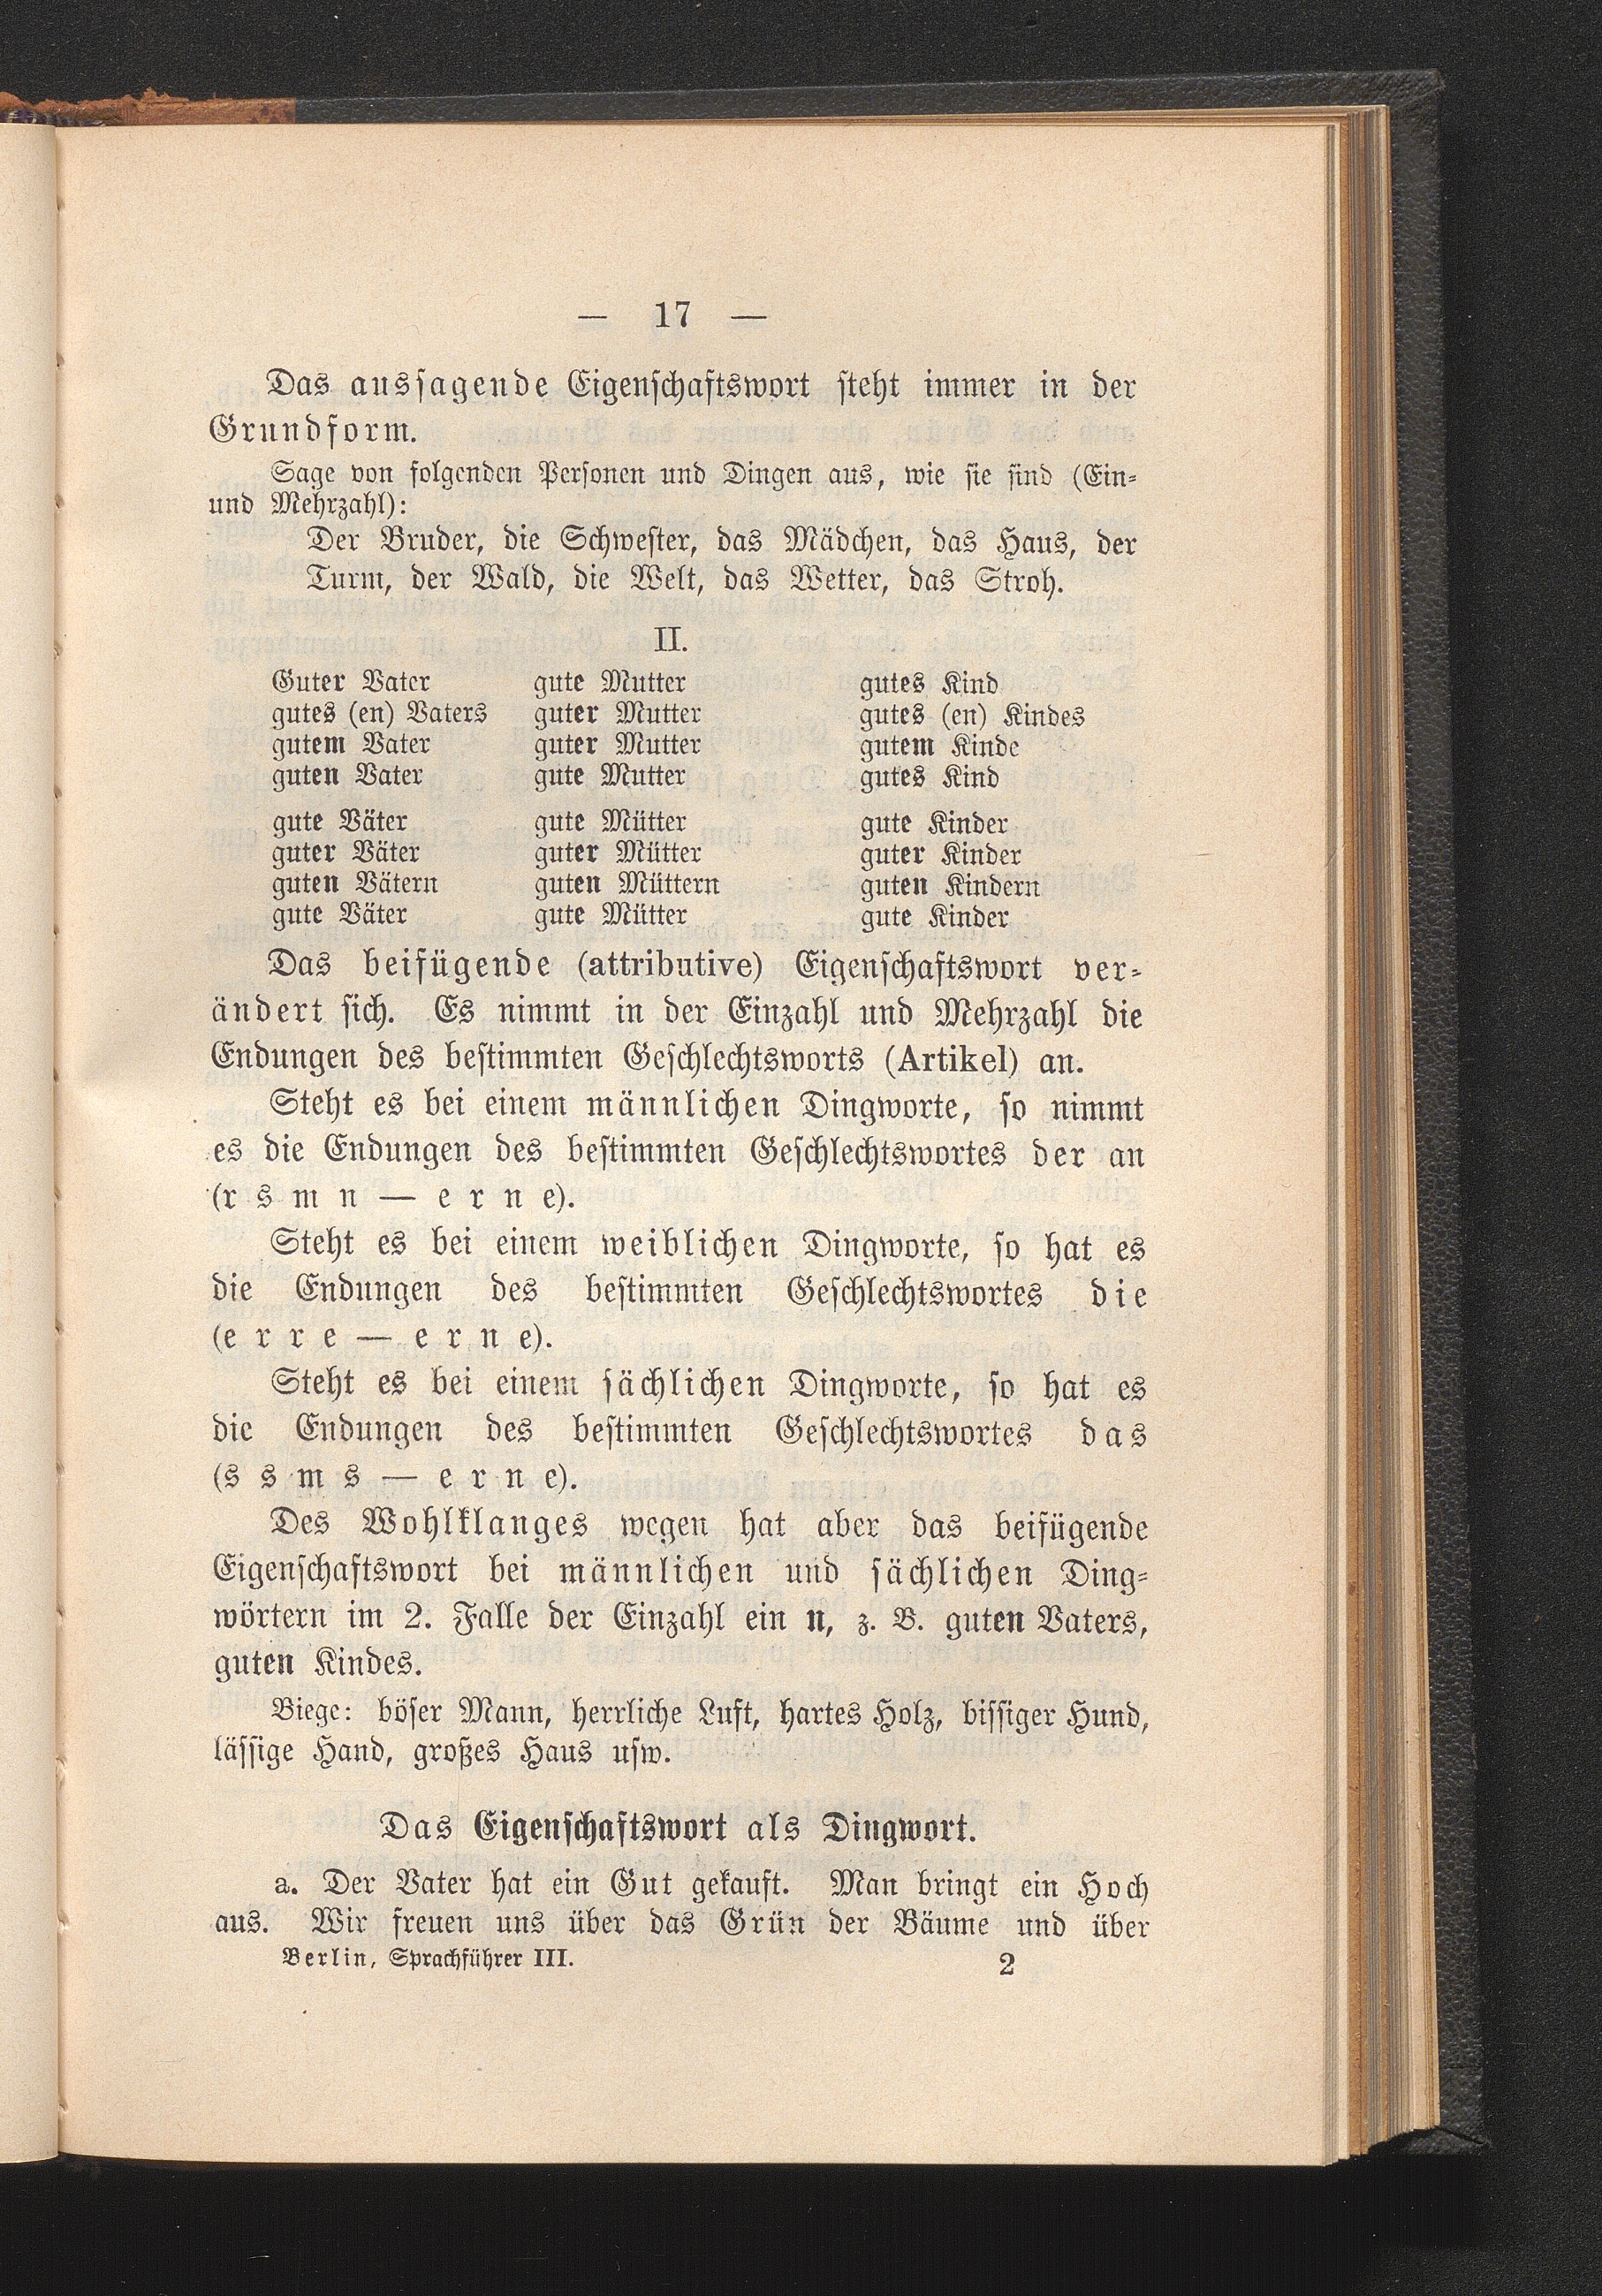 — 17 —
Das aussagende Eigenschaftswort steht immer in der
Grundform.
Sage von folgenden Personen und Dingen aus, wie sie sind (Ein-
und Mehrzahl):
Der Bruder, die Schwester, das Mädchen, das Haus, der
Turm, der Wald, die Welt, das Wetter, das Stroh.
II.
Guter Vater gute Mutter gutes Kind
gutes (en) Vaters guter Mutter gutes (en) Kindes
gutem Vater guter Mutter gutem Kinde
guten Vater gute Mutter gutes Kind
gute Väter gute Mütter gute Kinder
guter Väter guter Mütter guter Kinder
guten Vätern guten Müttern guten Kindern
gute Väter gute Mütter gute Kinder
Das beifügende (attributive) Eigenschaftswort ver-
ändert sich. Es nimmt in der Einzahl und Mehrzahl die
Endungen des bestimmten Geschlechtsworts (Artikel) an.
Steht es bei einem männlichen Dingworte, so nimmt
es die Endungen des bestimmten Geschlechtswortes der an
(r s m n — e r n e).
Steht es bei einem weiblichen Dingworte, so hat es
die Endungen des bestimmten Geschlechtswortes die
(e r r e — e r n e).
Steht es bei einem sächlichen Dingworte, so hat es
die Endungen des bestimmten Geschlechtswortes das
(s s m s — e r n e).
Des Wohlklanges wegen hat aber das beifügende
Eigenschaftswort bei männlichen und sächlichen Ding-
wörtern im 2. Falle der Einzahl ein n, z. B. guten Vaters,
guten Kindes.
Biege: böser Mann, herrliche Luft, hartes Holz, bissiger Hund,
lässige Hand, großes Haus usw.
Das Eigenschaftswort als Dingwort.
a. Der Vater hat ein Gut gekauft. Man bringt ein Hoch
aus. Wir freuen uns über das Grün der Bäume und über
Berlin, Sprachführer III. 2